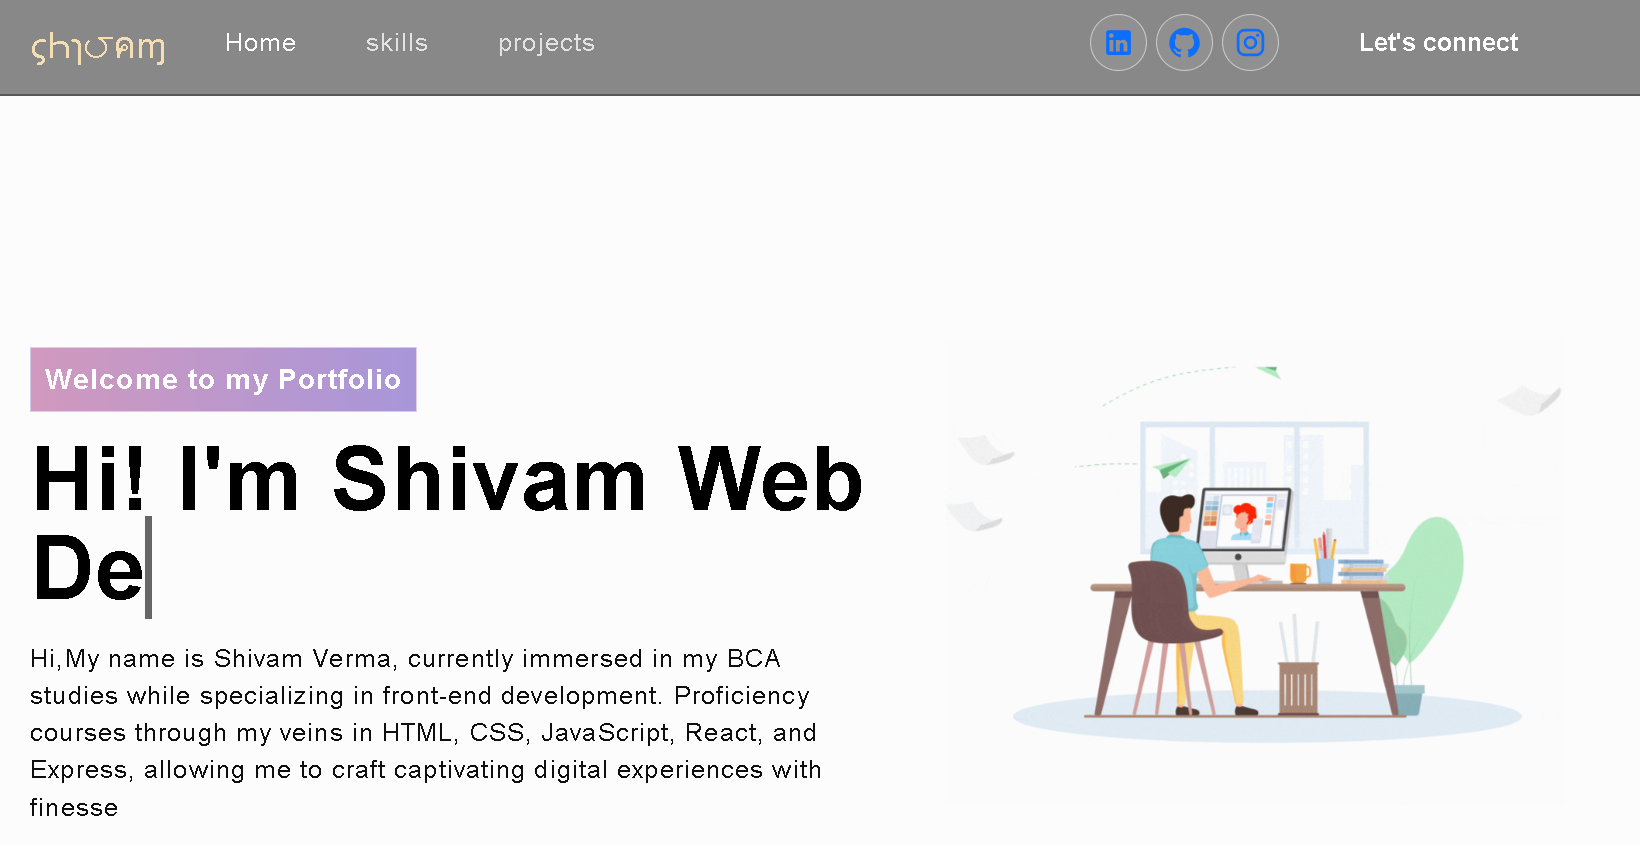 Home skills projects Let's connect
Welcome to my Portfolio
Hi! I'm Shivam Web
De
Hi,My name is Shivam Verma, currently immersed in my BCA
studies while specializing in front-end development. Proficiency
courses through my veins in HTML, CSS, JavaScript, React, and
Express, allowing me to craft captivating digital experiences with
finesse